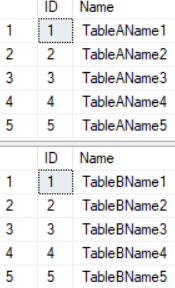 ID Name
1 1 TableAName1
2 2 TableAName2
3 3 TableAName3
4 4 TableAName4
5 5 TableAName5
ID Name
1 1 TableBName1
2 2 TableBName2
3 3 TableBName3
4 4 TableBName4
5 5 TableBName5